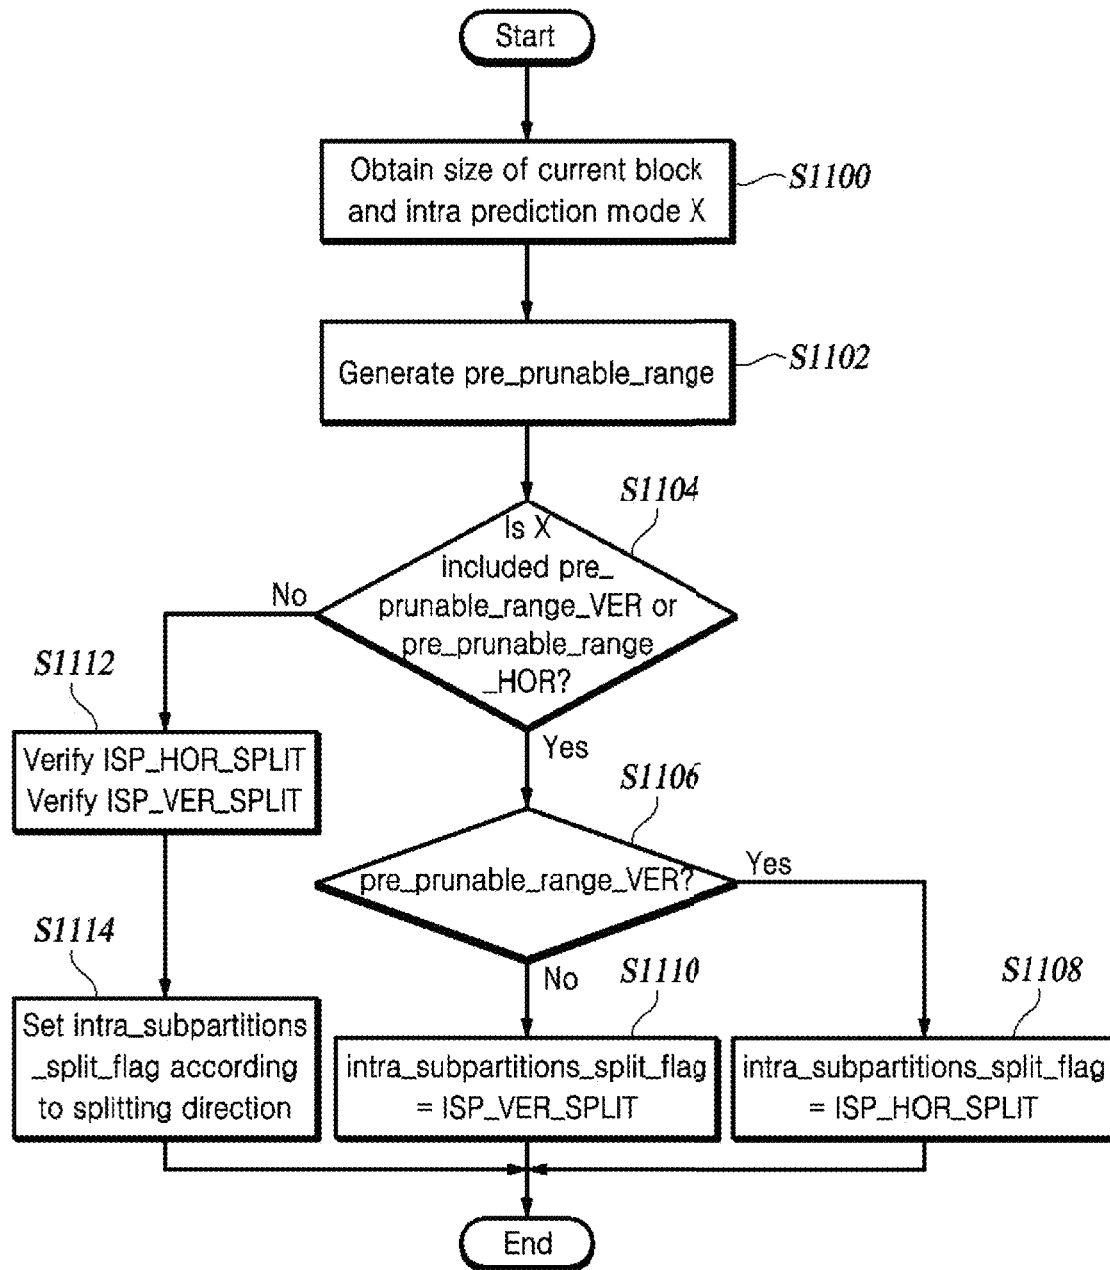 Start
Obtain size of current block
and intra prediction mode X
S1100
Generate pre_prunable_range
S1102
S1104
Is X
included pre_
prunable_range_VER or
pre_prunable_range
_HOR?
No
Yes
S1112
Verify ISP_HOR_SPLIT
Verify ISP_VER_SPLIT
S1106
pre_prunable_range_VER?
Yes
No
S1114
Set intra_subpartitions
_split_flag according
to splitting direction
S1110
intra_subpartitions_split_flag
= ISP_VER_SPLIT
S1108
intra_subpartitions_split_flag
= ISP_HOR_SPLIT
End